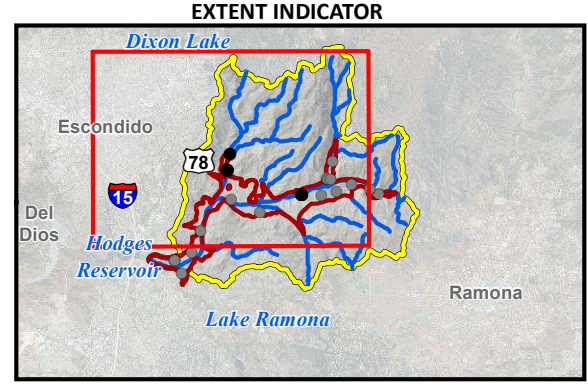 EXTENT INDICATOR
Dixon Lake
Escondido
78
15
Del
Dios
Hodges
Reservoir
Ramona
Lake Ramona